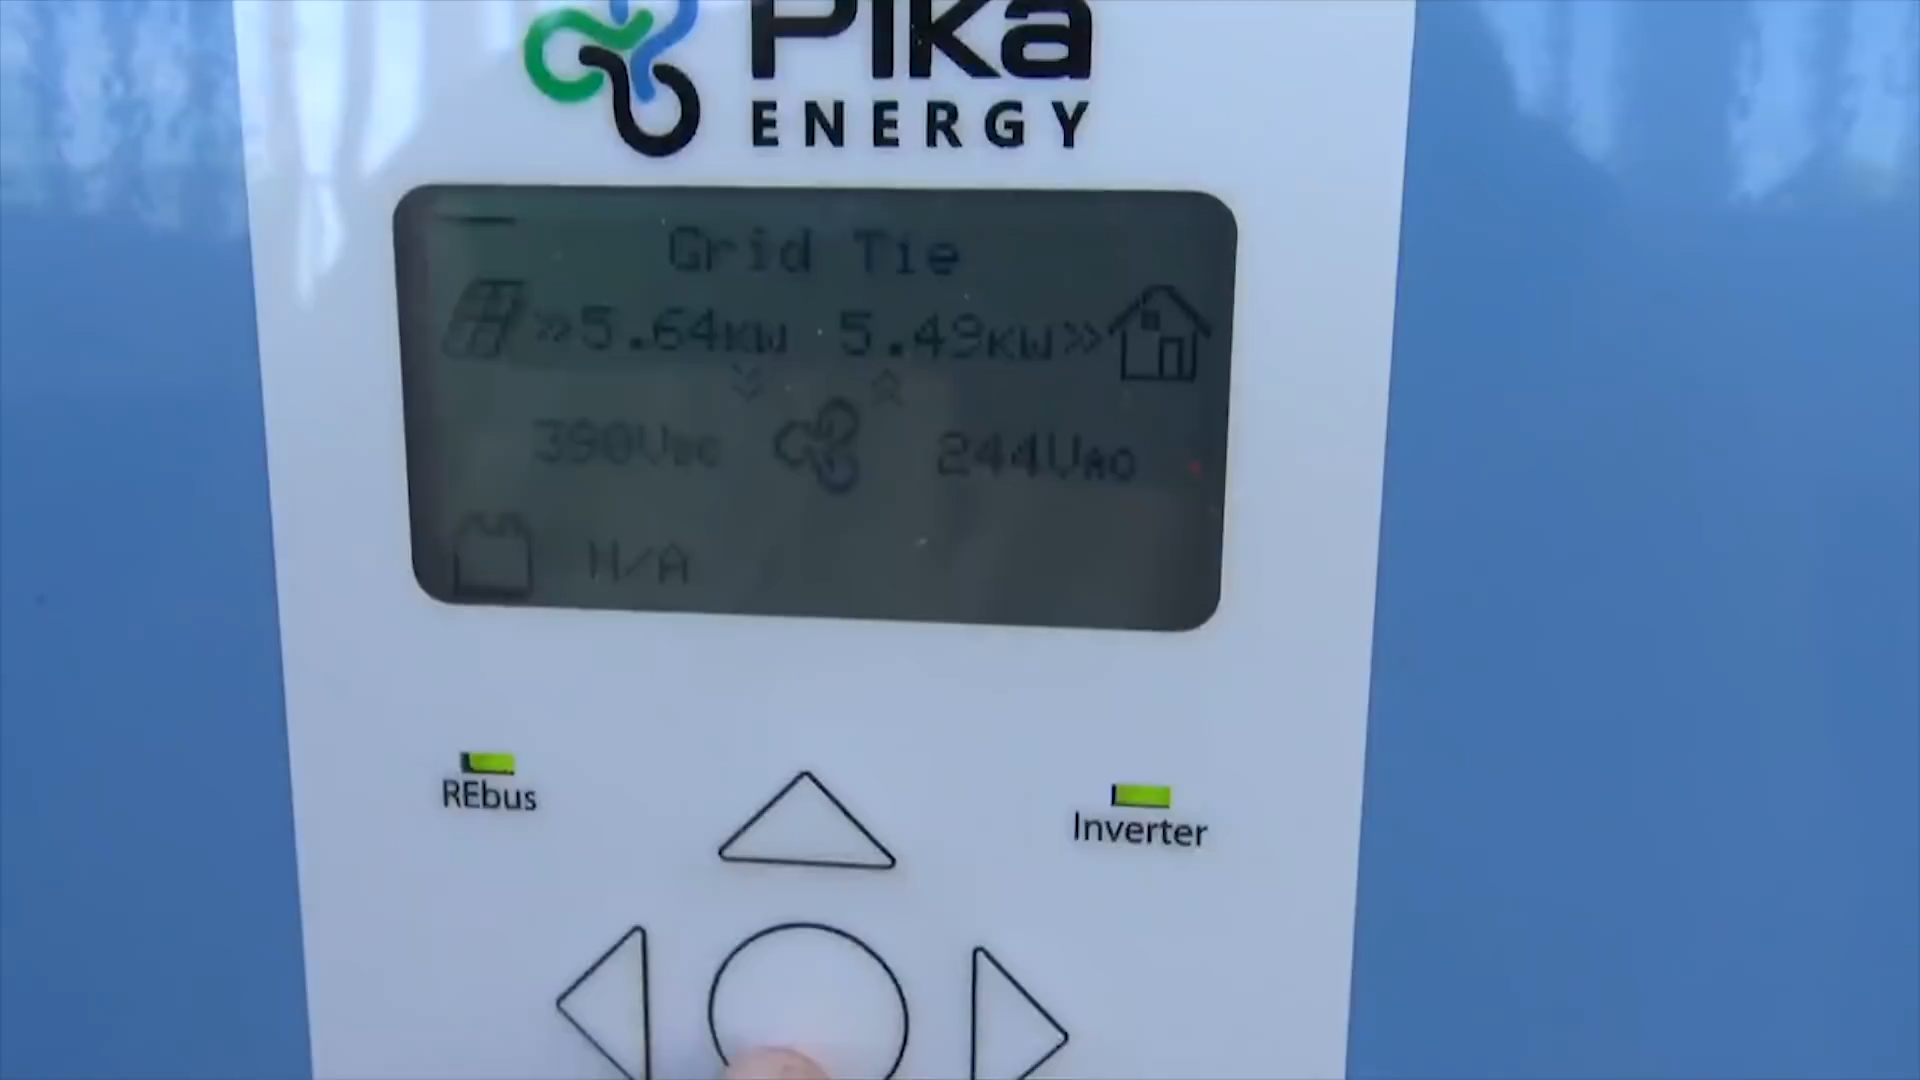 Pika
ENERGY
Grid Tie
»5.64kW 5.49kW»
390VDC 244VAC
N/A
REbus
Inverter